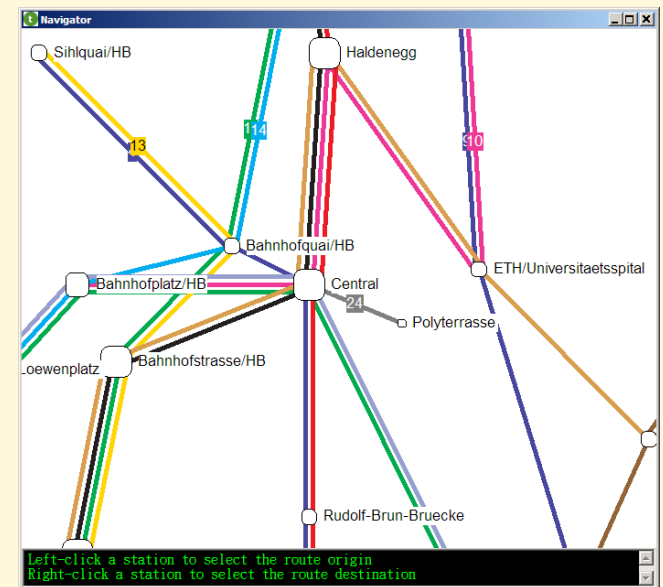 Navigator
Sihlquai/HB
Haldenegg
13
14
10
Bahnhofquai/HB
ETH/Universitaetsspital
Bahnhofplatz/HB
Central
24
Polyterrasse
Bahnhofstrasse/HB
Loewenplatz
Rudolf-Brun-Bruecke
Left-click a station to select the route origin
Right-click a station to select the route destination